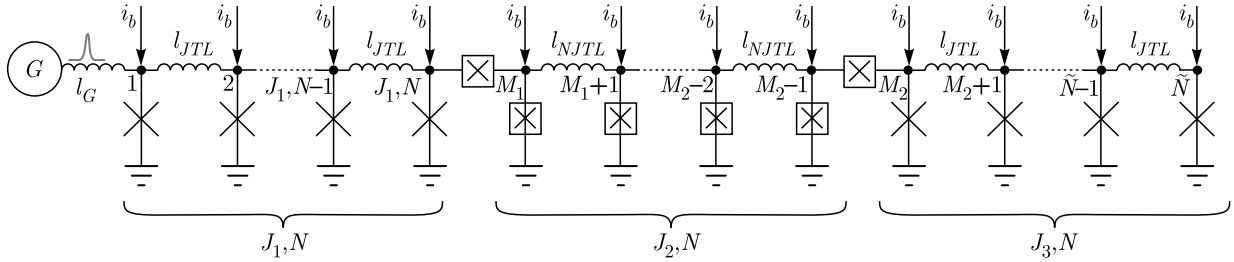 i_b i_b i_b i_b i_b i_b i_b i_b i_b i_b i_b i_b
l_JTL l_JTL l_NJTL l_NJTL l_JTL l_JTL
G
l_G 1 2 J_1,N-1 J_1,N M_1 M_1+1 M_2-2 M_2-1 M_2 M_2+1 Ñ-1 Ñ
J_1,N J_2,N J_3,N